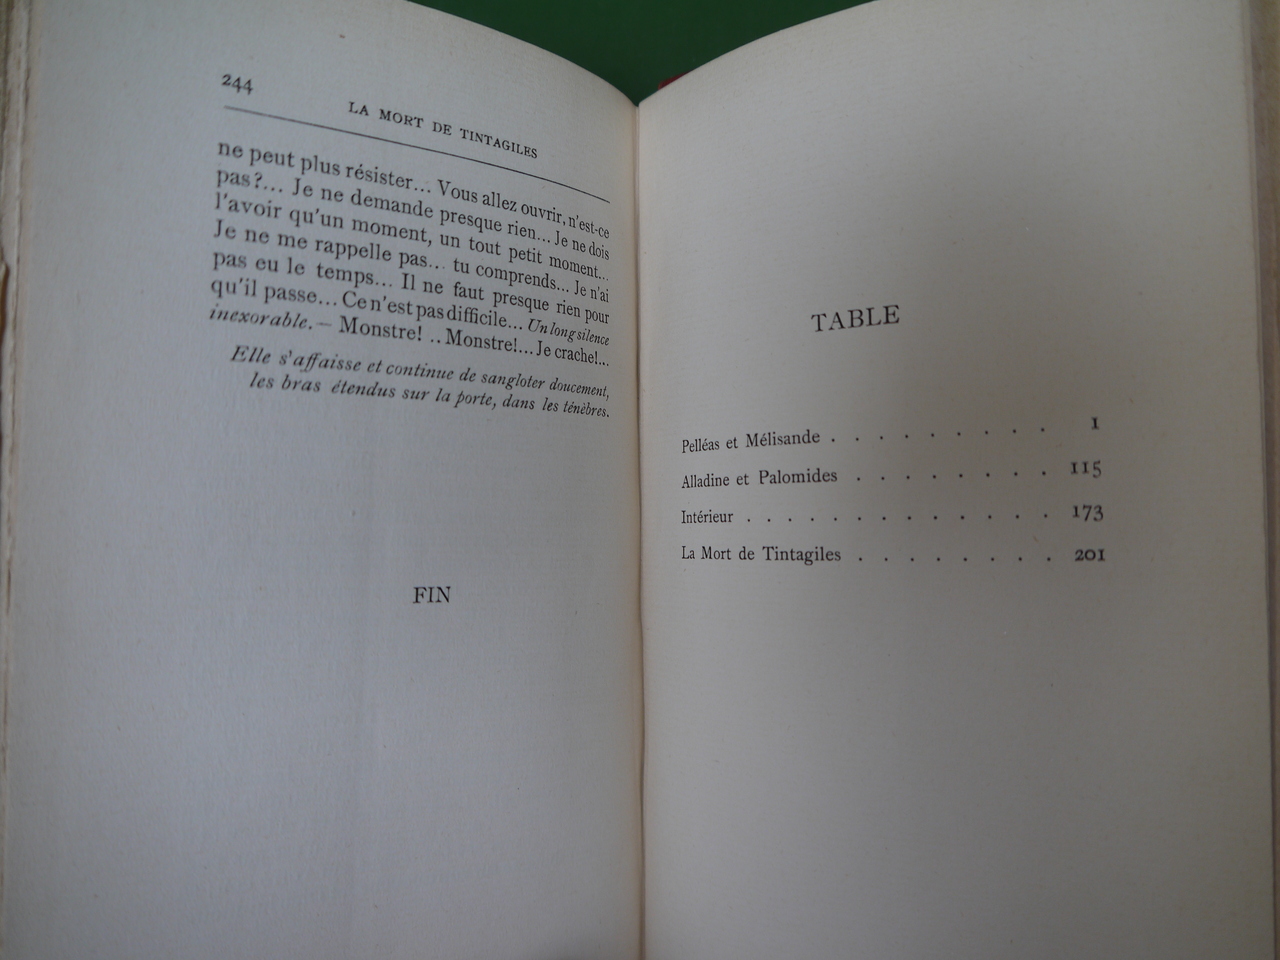 244
LA MORT DE TINTAGILES
ne peut plus résister... Vous allez ouvrir, n'est-ce
pas?... Je ne demande presque rien... Je ne dois
l'avoir qu'un moment, un tout petit moment...
Je ne me rappelle pas... tu comprends... Je n'ai
pas eu le temps... Il ne faut presque rien pour
qu'il passe... Ce n'est pas difficile... Un long silence
inexorable. — Monstre! .. Monstre!... Je crache!...
Elle s'affaisse et continue de sangloter doucement,
les bras étendus sur la porte, dans les ténèbres.
FIN
TABLE
Pelléas et Mélisande . . . . . . . . . 1
Alladine et Palomides . . . . . . . . 115
Intérieur . . . . . . . . . . . . . 173
La Mort de Tintagiles . . . . . . . . 201